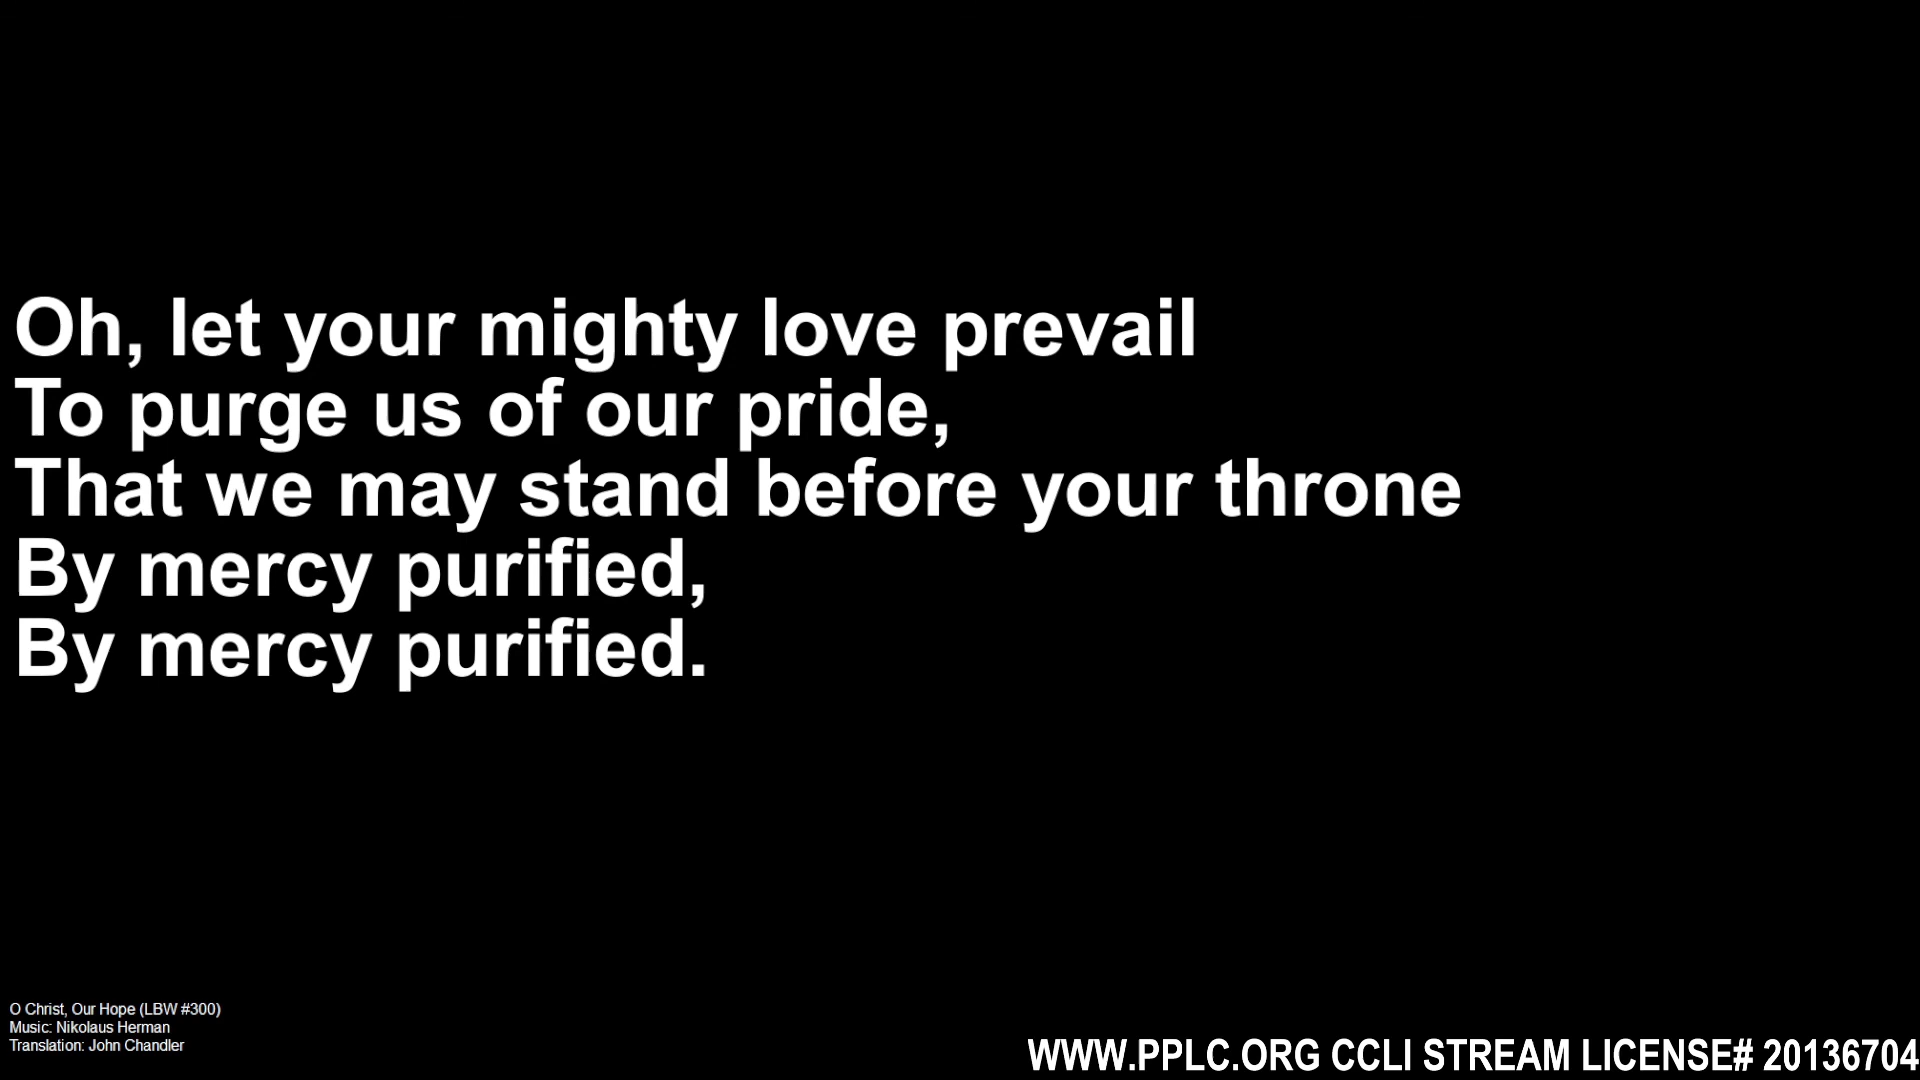 Oh, let your mighty love prevail
To purge us of our pride,
That we may stand before your throne
By mercy purified,
By mercy purified.
O Christ, Our Hope (LBW #300)
Music: Nikolaus Herman
Translation: John Chandler
WWW.PPLC.ORG CCLI STREAM LICENSE# 20136704